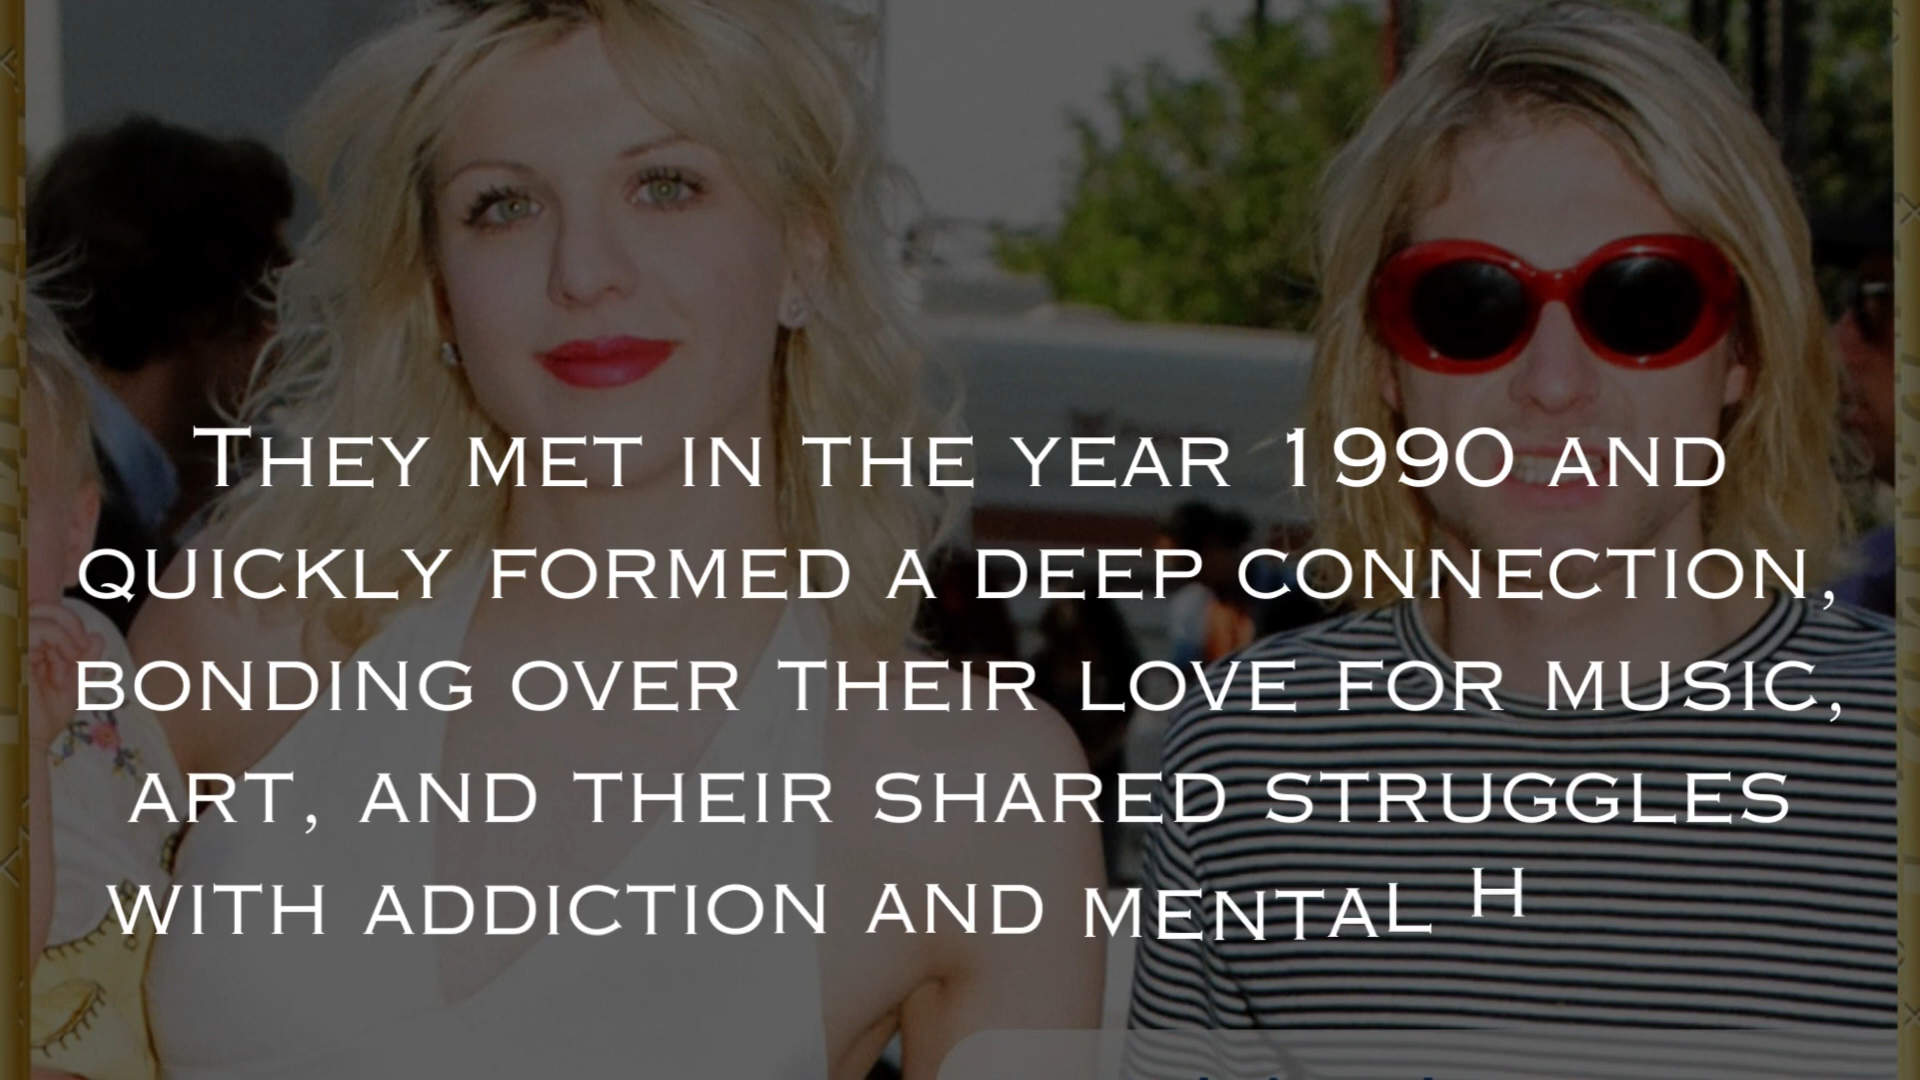 They met in the year 1990 and
quickly formed a deep connection,
bonding over their love for music,
art, and their shared struggles
with addiction and mental h